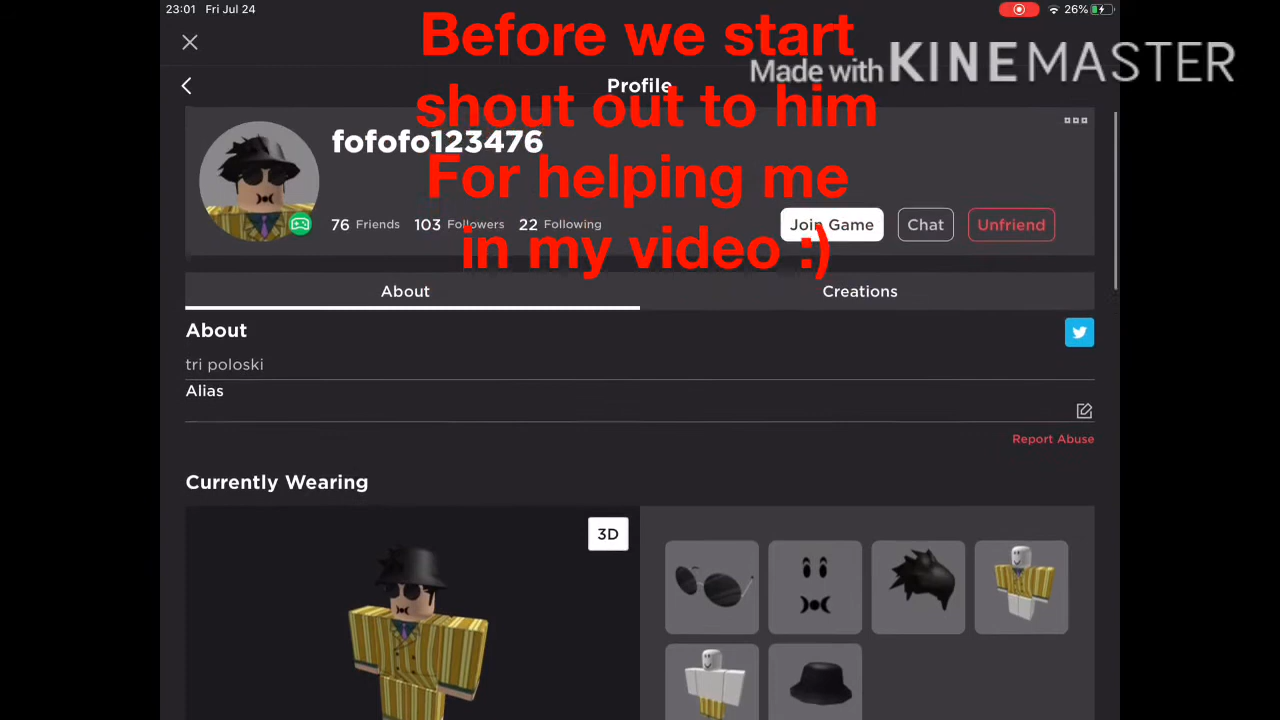 23:01 Fri Jul 24
26%
Before we start
shout out to him
For helping me
in my video :)
Made with KINEMASTER
Profile
fofofo123476
76 Friends 103 Followers 22 Following
Join Game Chat Unfriend
About Creations
About
tri poloski
Alias
Report Abuse
Currently Wearing
3D